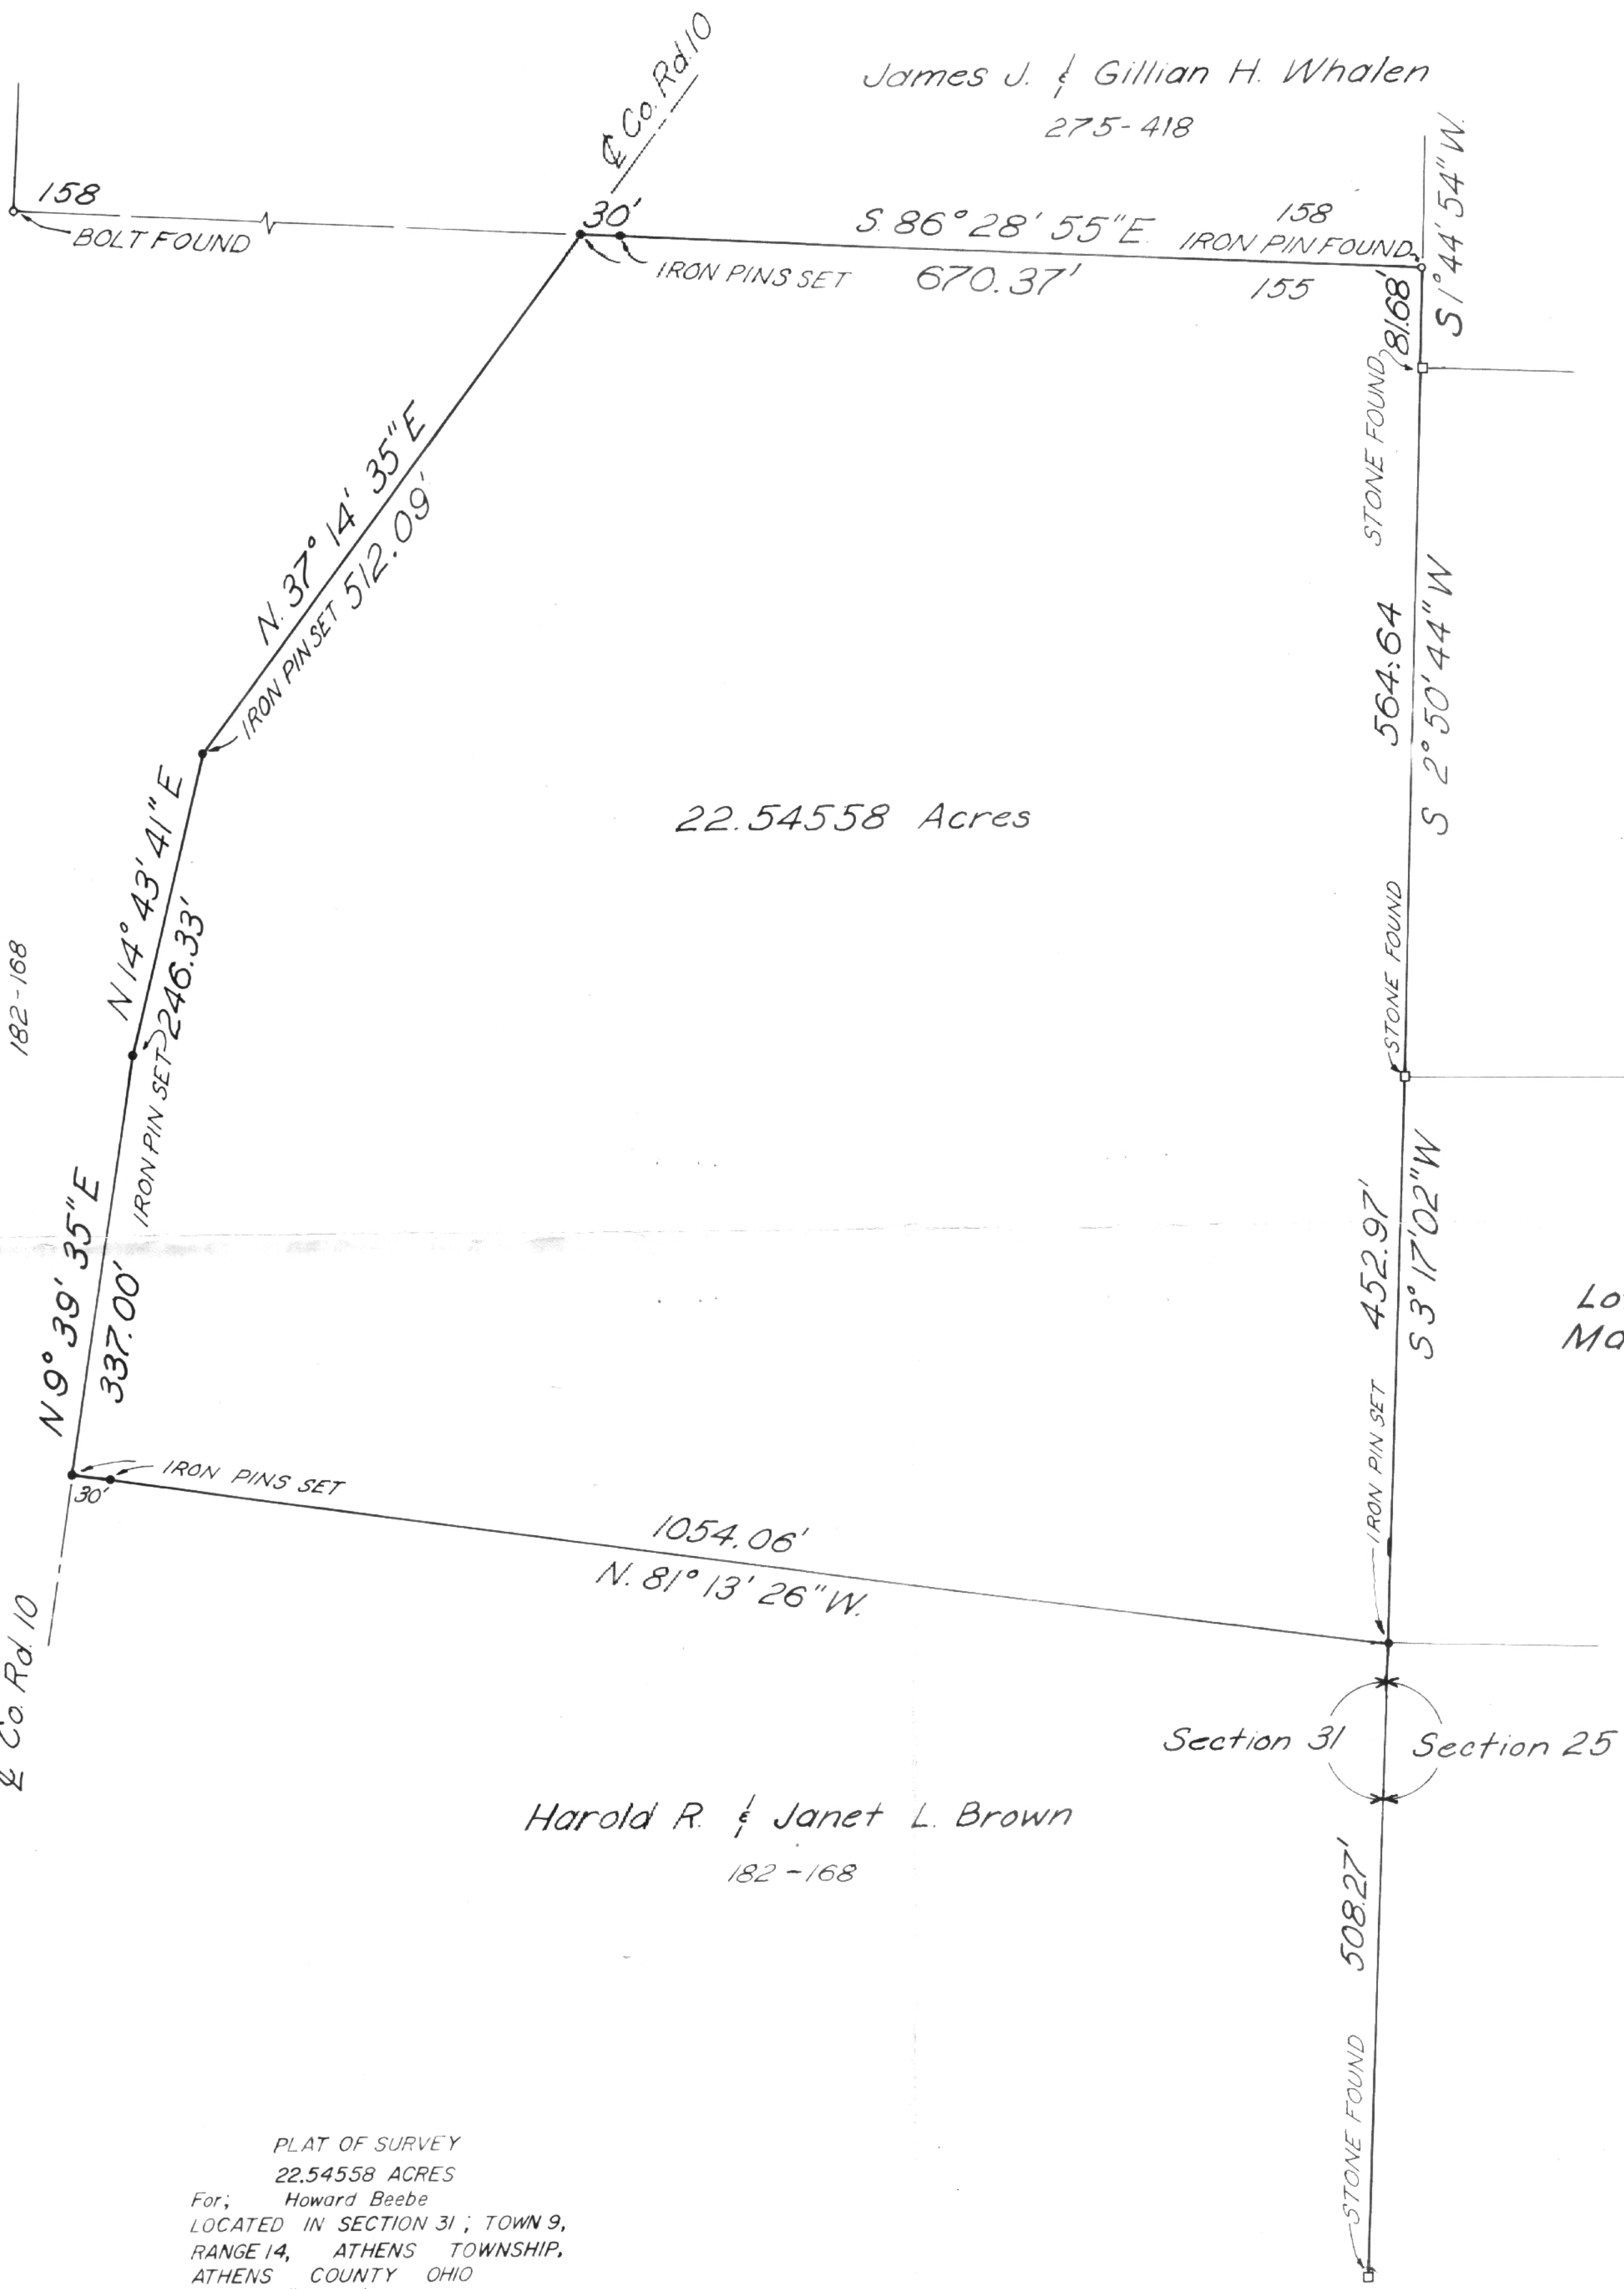 ℄ Co. Rd. 10
James J. & Gillian H. Whalen
275-418
158
BOLT FOUND
30'
S. 86° 28' 55" E.
670.37'
IRON PINS SET
158
IRON PIN FOUND
155
S 1° 44' 54" W.
81.68'
STONE FOUND
N. 37° 14' 35" E
512.09'
IRON PIN SET
564.64
S 2° 50' 44" W
STONE FOUND
22.54558 Acres
N 14° 43' 41" E
246.33'
IRON PIN SET
182-168
N 9° 39' 35" E
337.00'
452.97'
S 3° 17' 02" W
IRON PIN SET
IRON PINS SET
30'
1054.06'
N. 81° 13' 26" W.
℄ Co. Rd. 10
Section 31
Section 25
Harold R. & Janet L. Brown
182-168
508.27'
STONE FOUND
PLAT OF SURVEY
22.54558 ACRES
For; Howard Beebe
LOCATED IN SECTION 31 ; TOWN 9,
RANGE 14, ATHENS TOWNSHIP,
ATHENS COUNTY OHIO